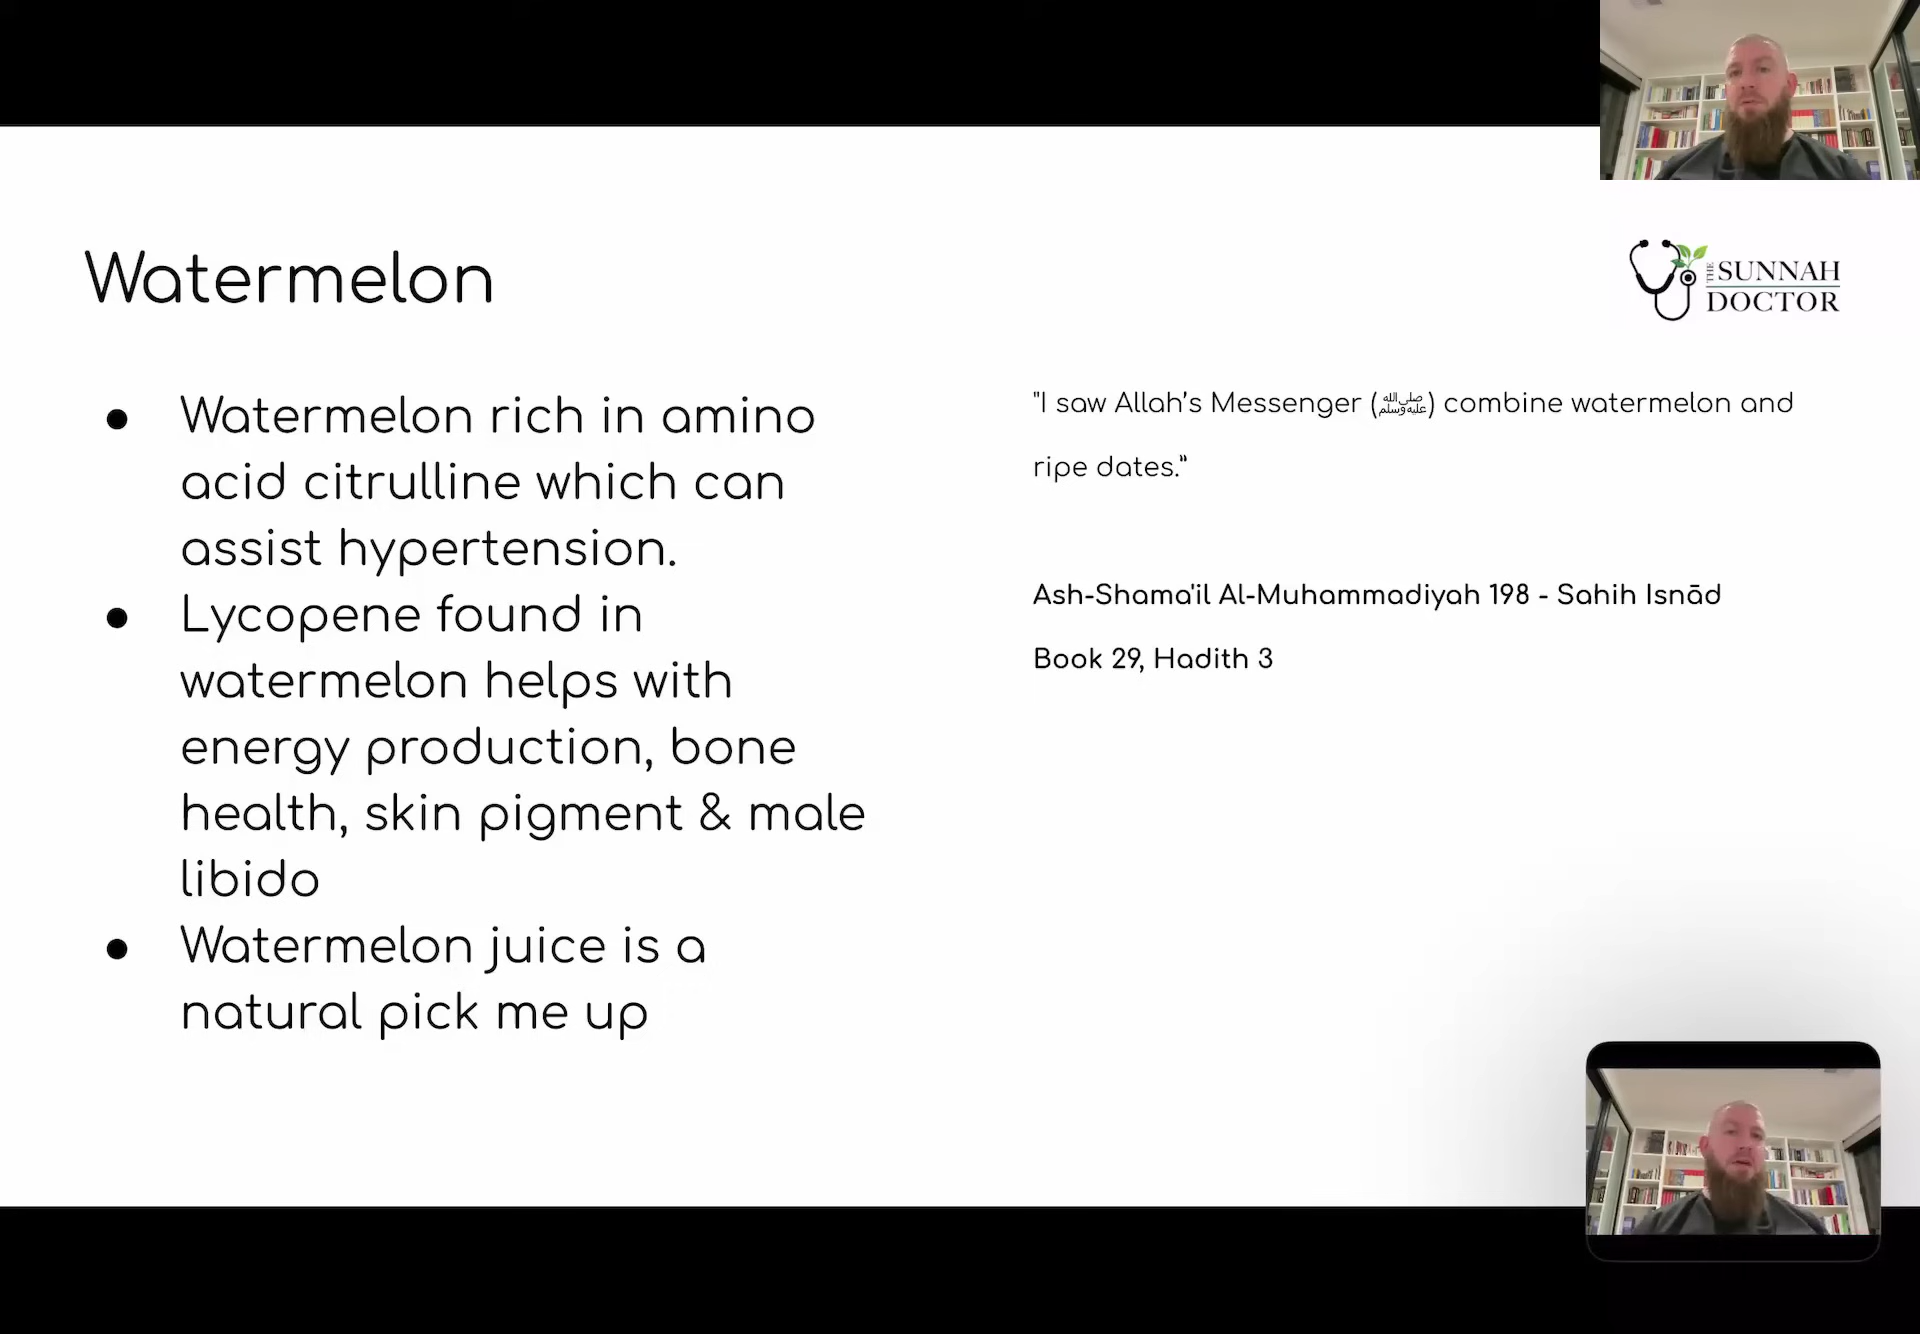 Watermelon
THE SUNNAH
DOCTOR
● Watermelon rich in amino
acid citrulline which can
assist hypertension.
● Lycopene found in
watermelon helps with
energy production, bone
health, skin pigment & male
libido
● Watermelon juice is a
natural pick me up
"I saw Allah’s Messenger (ﷺ) combine watermelon and
ripe dates.”
Ash-Shama'il Al-Muhammadiyah 198 - Sahih Isnād
Book 29, Hadith 3